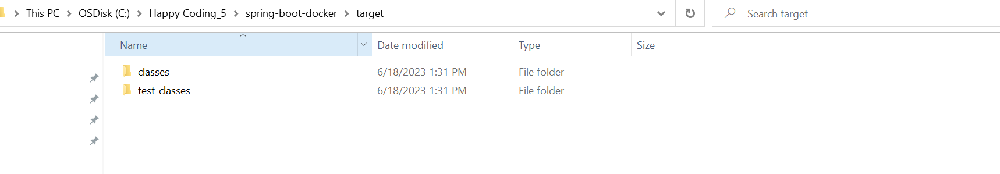 This PC > OSDisk (C:) > Happy Coding_5 > spring-boot-docker > target Search target
Name Date modified Type Size
classes 6/18/2023 1:31 PM File folder
test-classes 6/18/2023 1:31 PM File folder